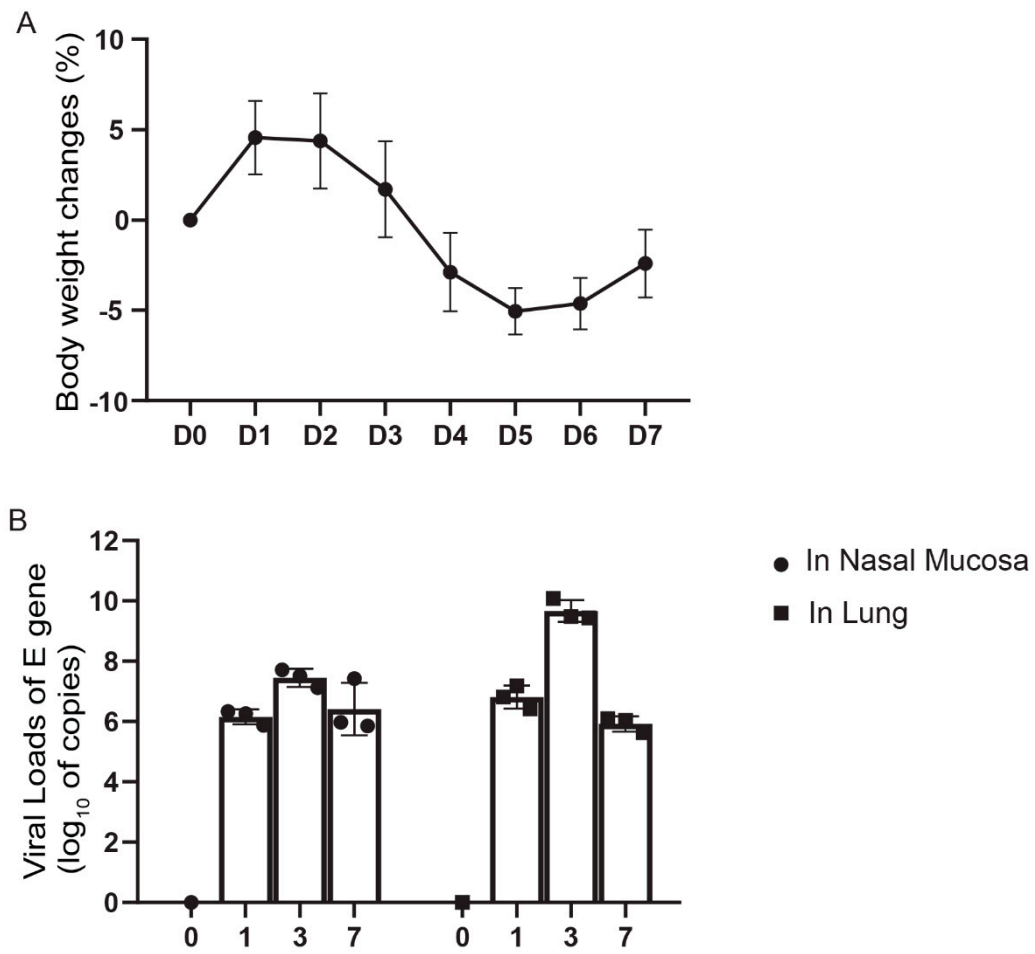 A
Body weight changes (%)
10
5
0
-5
-10
D0 D1 D2 D3 D4 D5 D6 D7
B
Viral Loads of E gene
(log10 of copies)
12
10
8
6
4
2
0
0 1 3 7 0 1 3 7
In Nasal Mucosa
In Lung